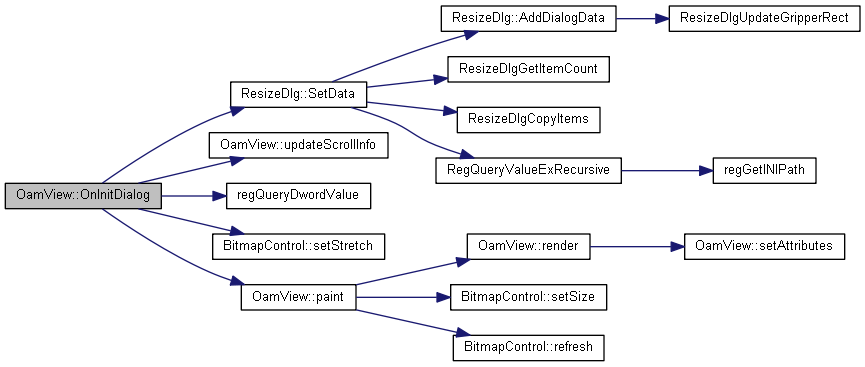 ResizeDlg::AddDialogData
ResizeDlgUpdateGripperRect
ResizeDlgGetItemCount
ResizeDlg::SetData
ResizeDlgCopyItems
OamView::updateScrollInfo
RegQueryValueExRecursive
regGetINIPath
OamView::OnInitDialog
regQueryDwordValue
BitmapControl::setStretch
OamView::render
OamView::setAttributes
OamView::paint
BitmapControl::setSize
BitmapControl::refresh